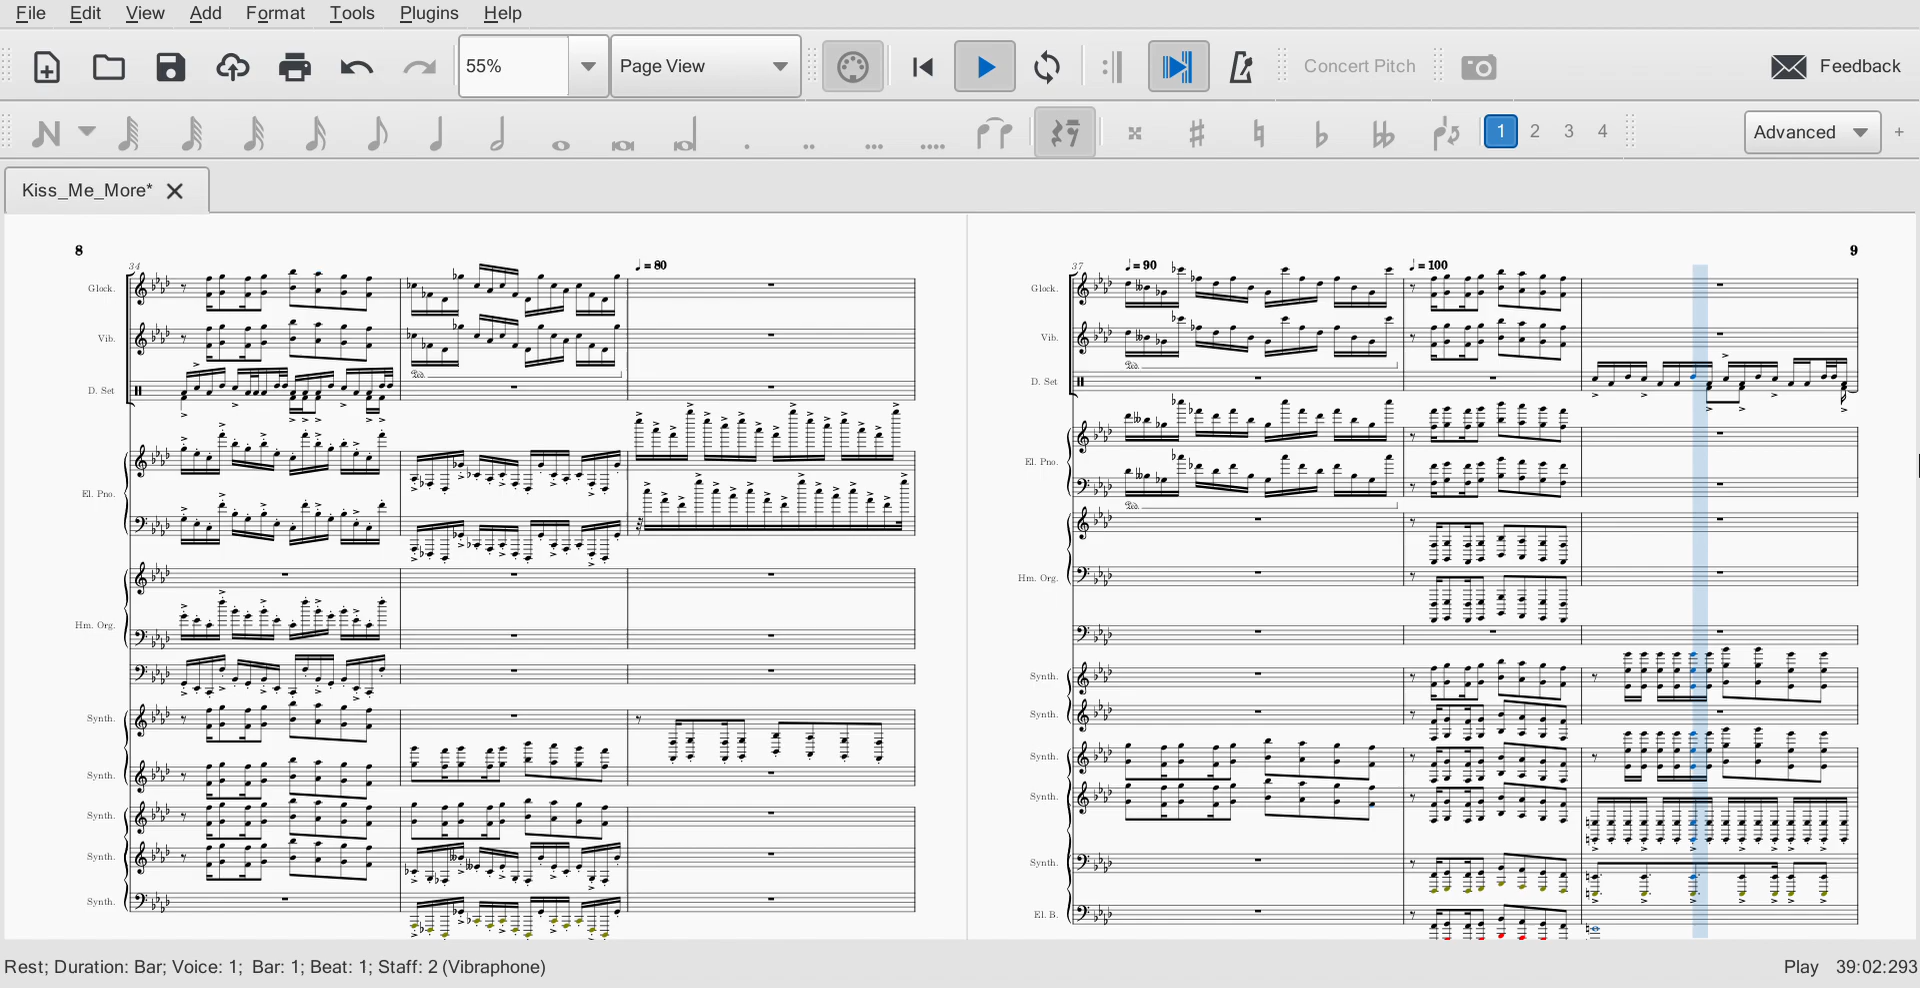 File Edit View Add Format Tools Plugins Help
55% Page View Concert Pitch Feedback
1 2 3 4 Advanced +
Kiss_Me_More*
8
34
= 80
Glock.
Vib.
D. Set
El. Pno.
Hm. Org.
Synth.
Synth.
Synth.
Synth.
Synth.
9
37
= 90
= 100
Glock.
Vib.
D. Set
El. Pno.
Hm. Org.
Synth.
Synth.
Synth.
Synth.
Synth.
El. B.
Rest; Duration: Bar; Voice: 1; Bar: 1; Beat: 1; Staff: 2 (Vibraphone)
Play 39:02:293